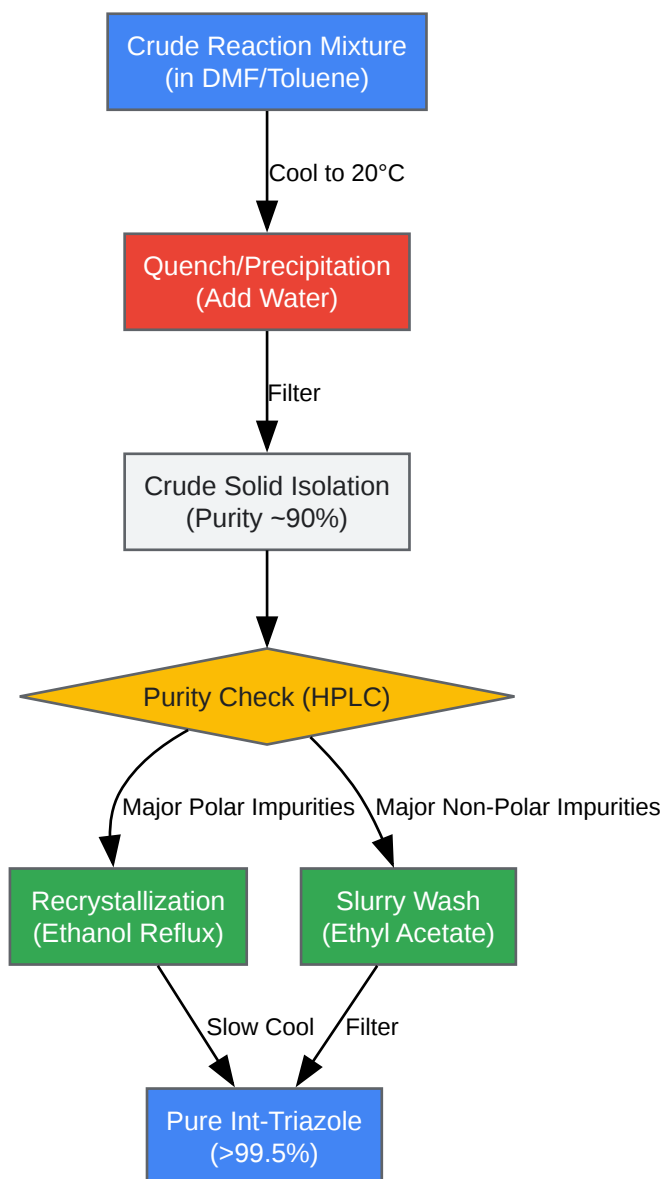 Crude Reaction Mixture
(in DMF/Toluene)
Cool to 20°C
Quench/Precipitation
(Add Water)
Filter
Crude Solid Isolation
(Purity ~90%)
Purity Check (HPLC)
Major Polar Impurities
Major Non-Polar Impurities
Recrystallization
(Ethanol Reflux)
Slurry Wash
(Ethyl Acetate)
Slow Cool
Filter
Pure Int-Triazole
(>99.5%)